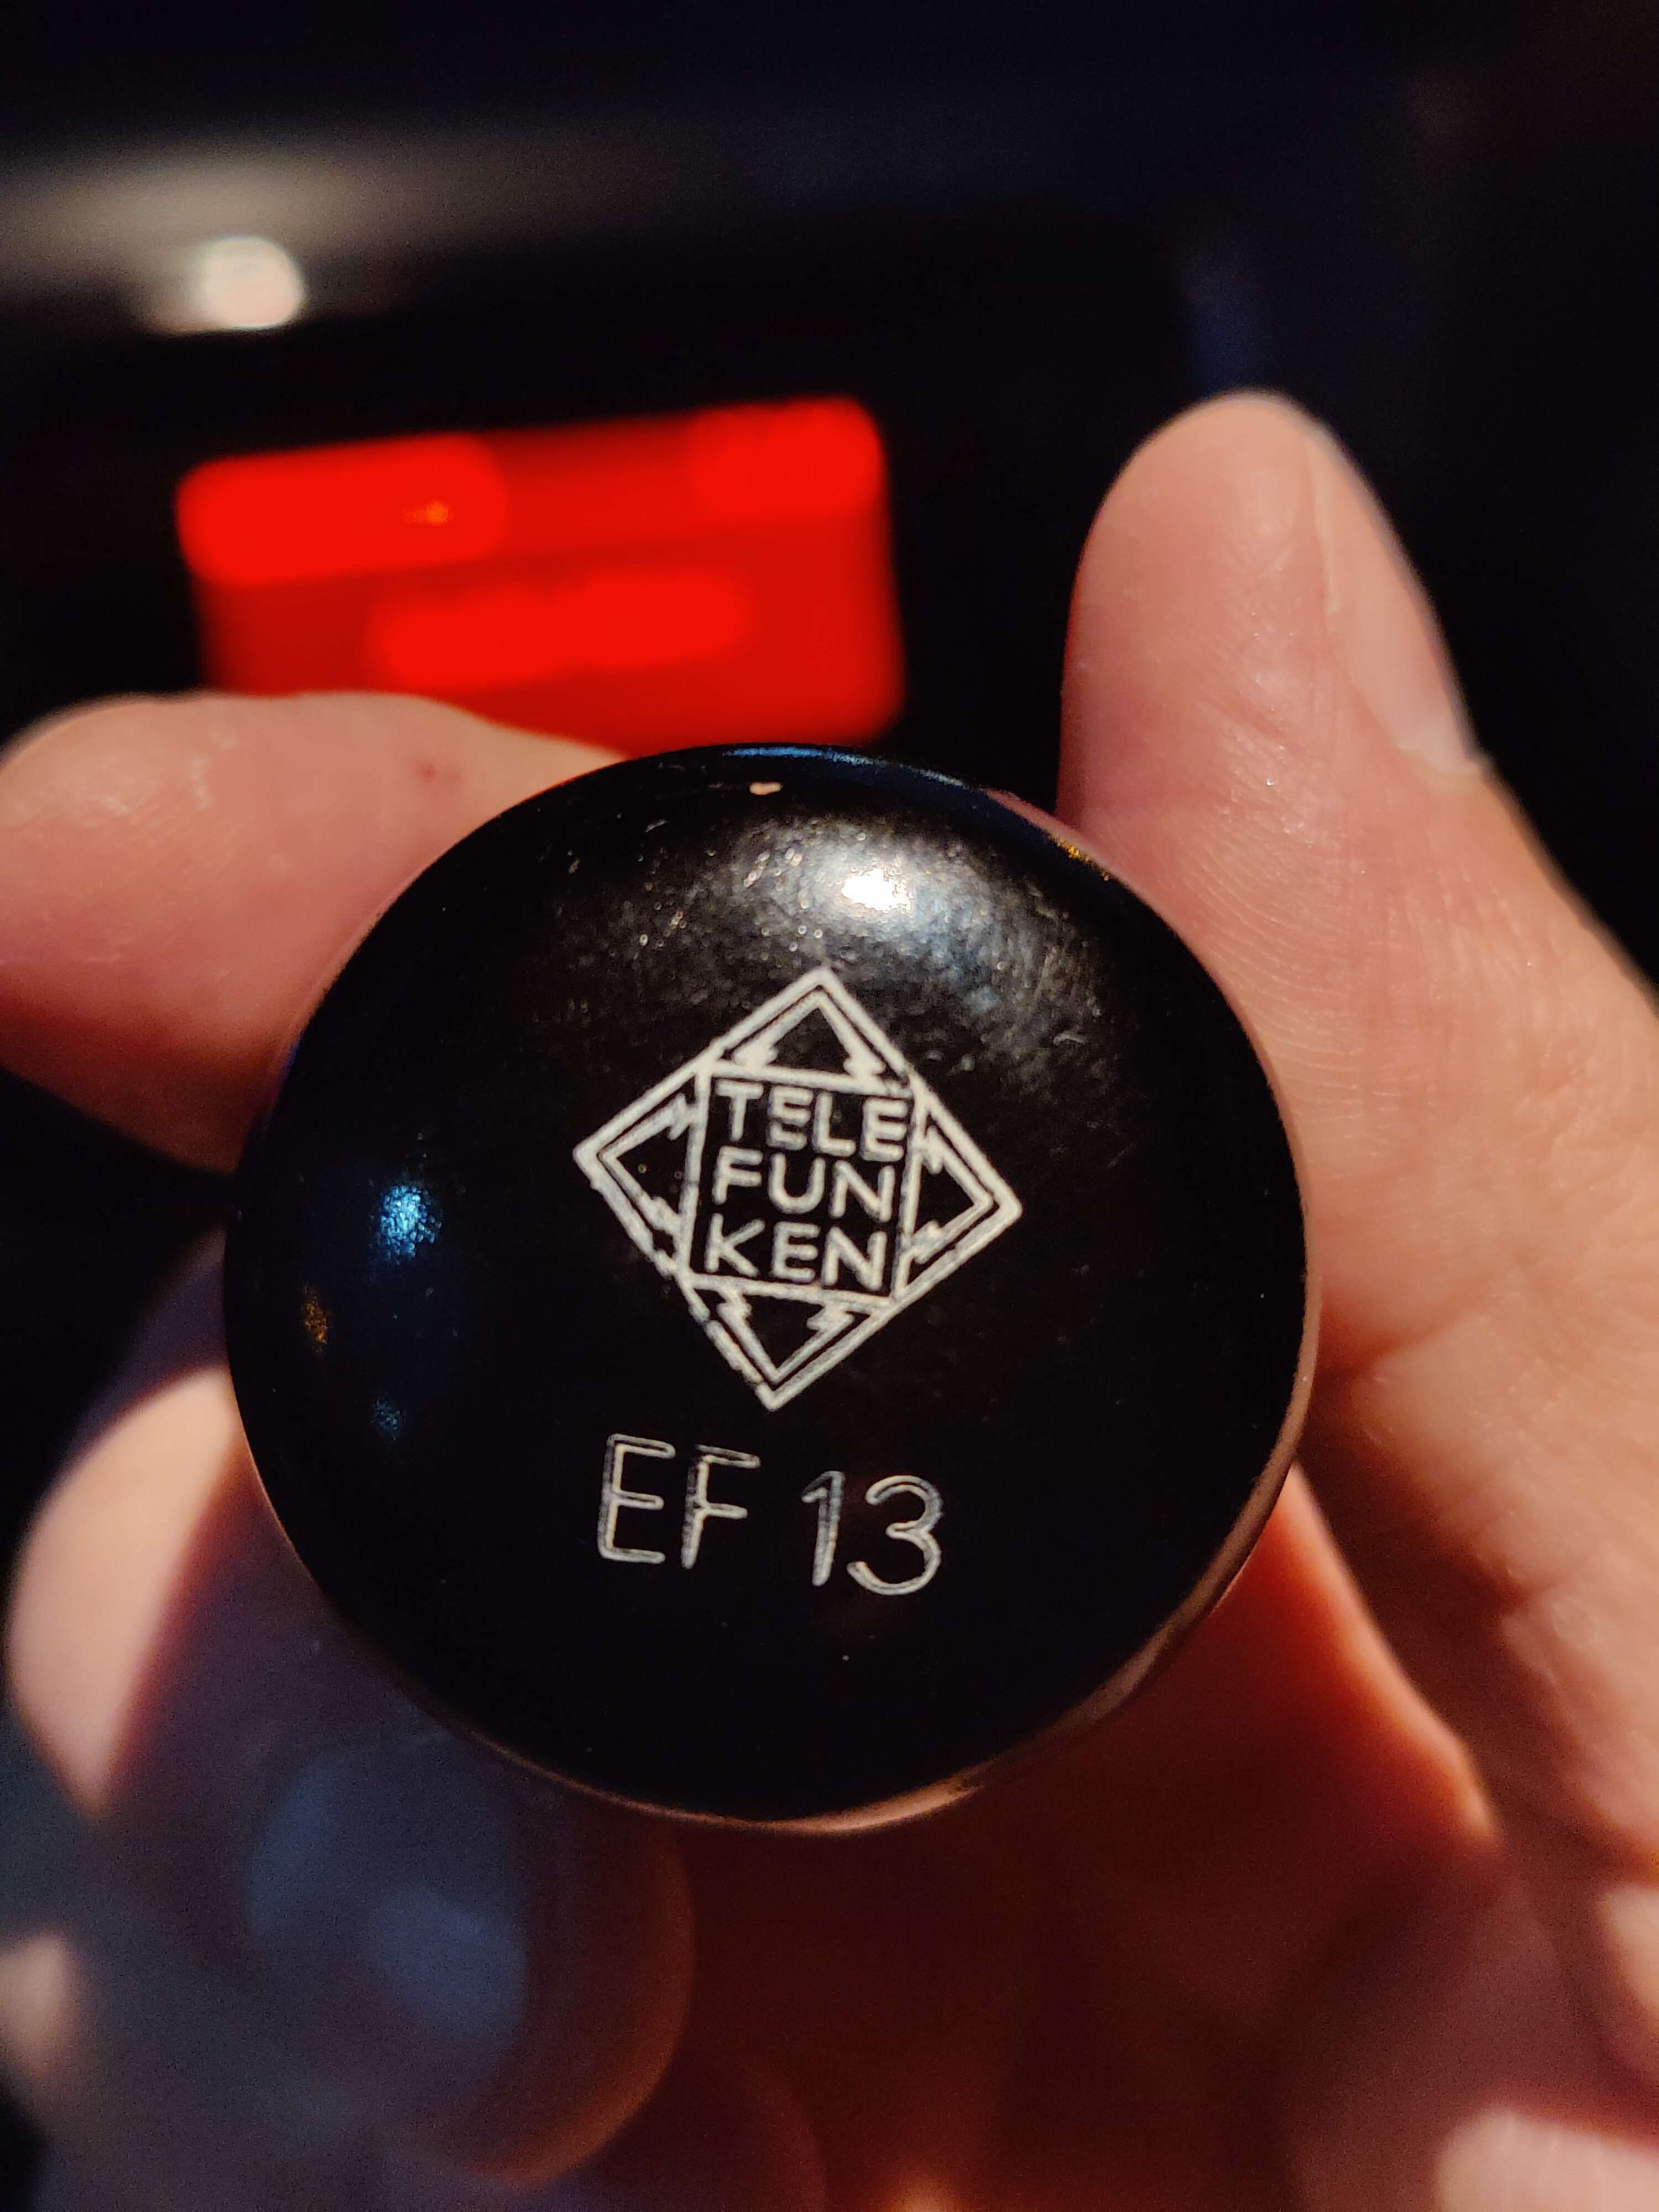 TELE
FUN
KEN
EF 13